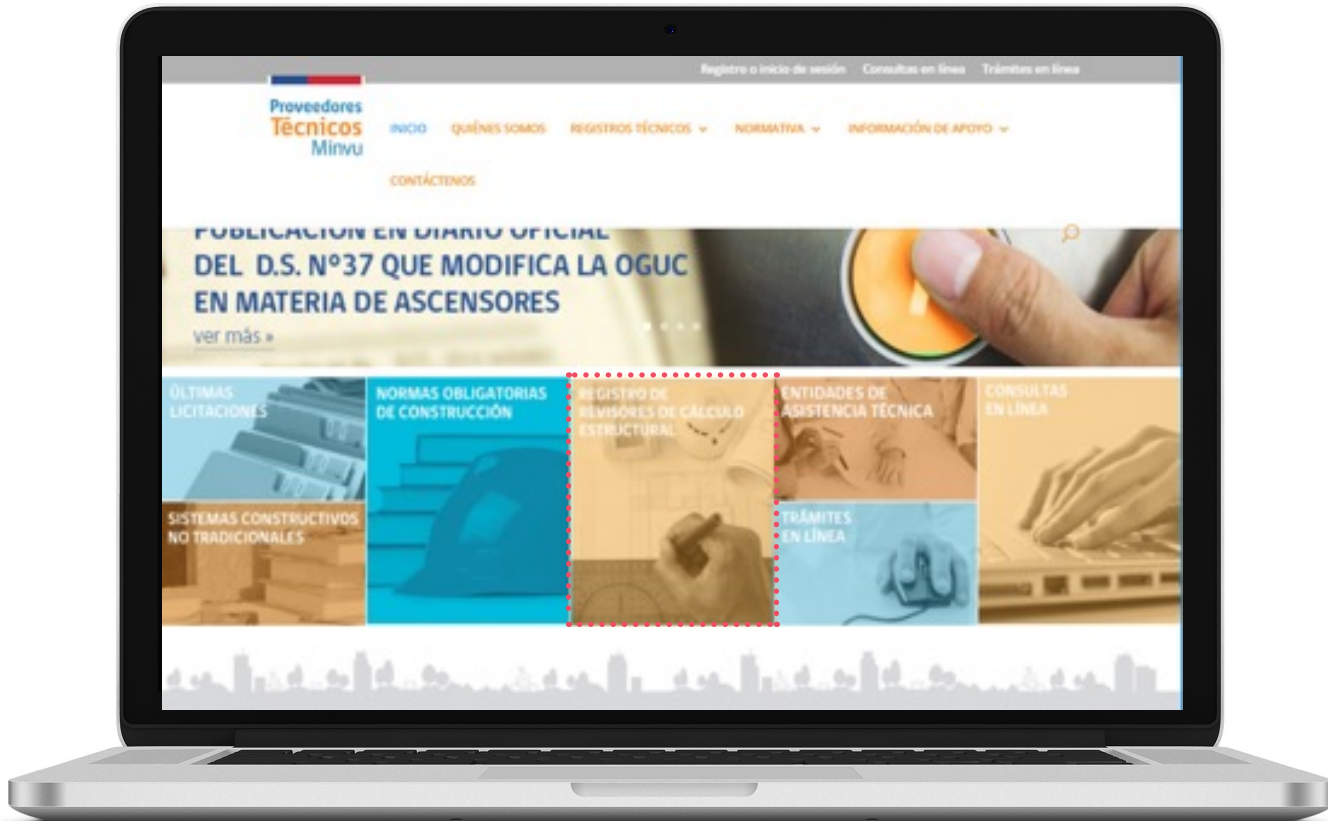 Registro o inicio de sesión Consultas en línea Trámites en línea
Proveedores
Técnicos
Minvu
INICIO QUIÉNES SOMOS REGISTROS TÉCNICOS NORMATIVA INFORMACIÓN DE APOYO
CONTÁCTENOS
PUBLICACIÓN EN DIARIO OFICIAL
DEL D.S. Nº37 QUE MODIFICA LA OGUC
EN MATERIA DE ASCENSORES
ver más »
ÚLTIMAS
LICITACIONES
NORMAS OBLIGATORIAS
DE CONSTRUCCIÓN
REGISTRO DE
REVISORES DE CÁLCULO
ESTRUCTURAL
ENTIDADES DE
ASISTENCIA TÉCNICA
CONSULTAS
EN LÍNEA
SISTEMAS CONSTRUCTIVOS
NO TRADICIONALES
TRÁMITES
EN LÍNEA